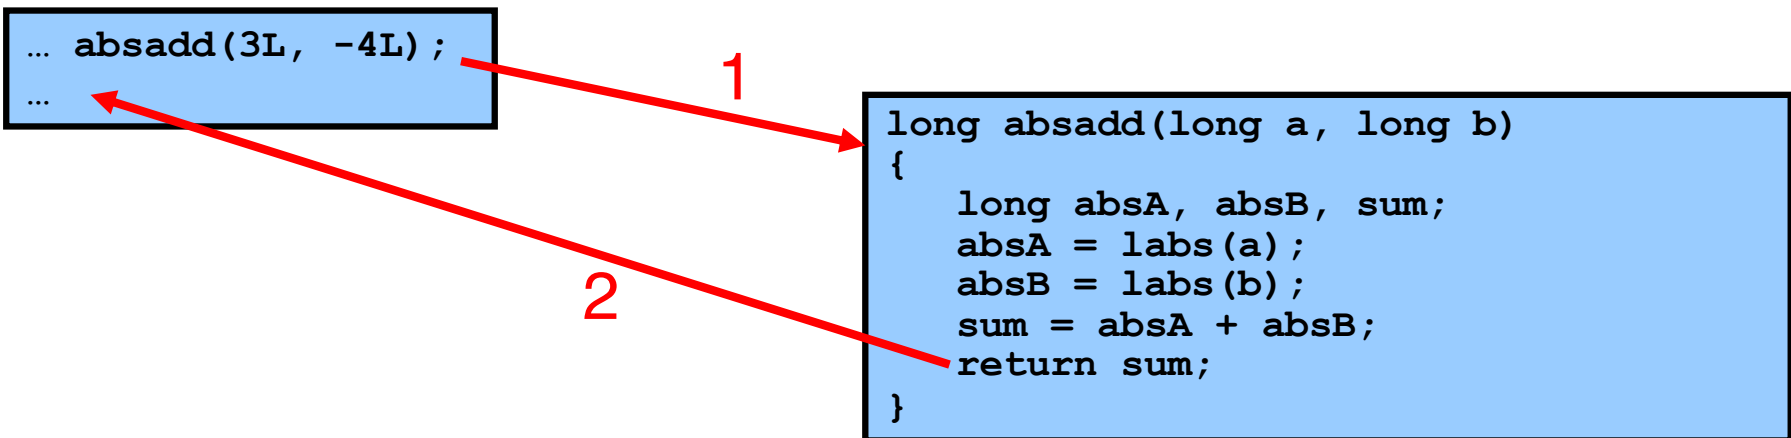 … absadd(3L, -4L);
…
1
2
long absadd(long a, long b)
{
   long absA, absB, sum;
   absA = labs(a);
   absB = labs(b);
   sum = absA + absB;
   return sum;
}